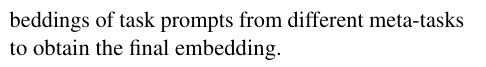 beddings of task prompts from different meta-tasks
to obtain the final embedding.